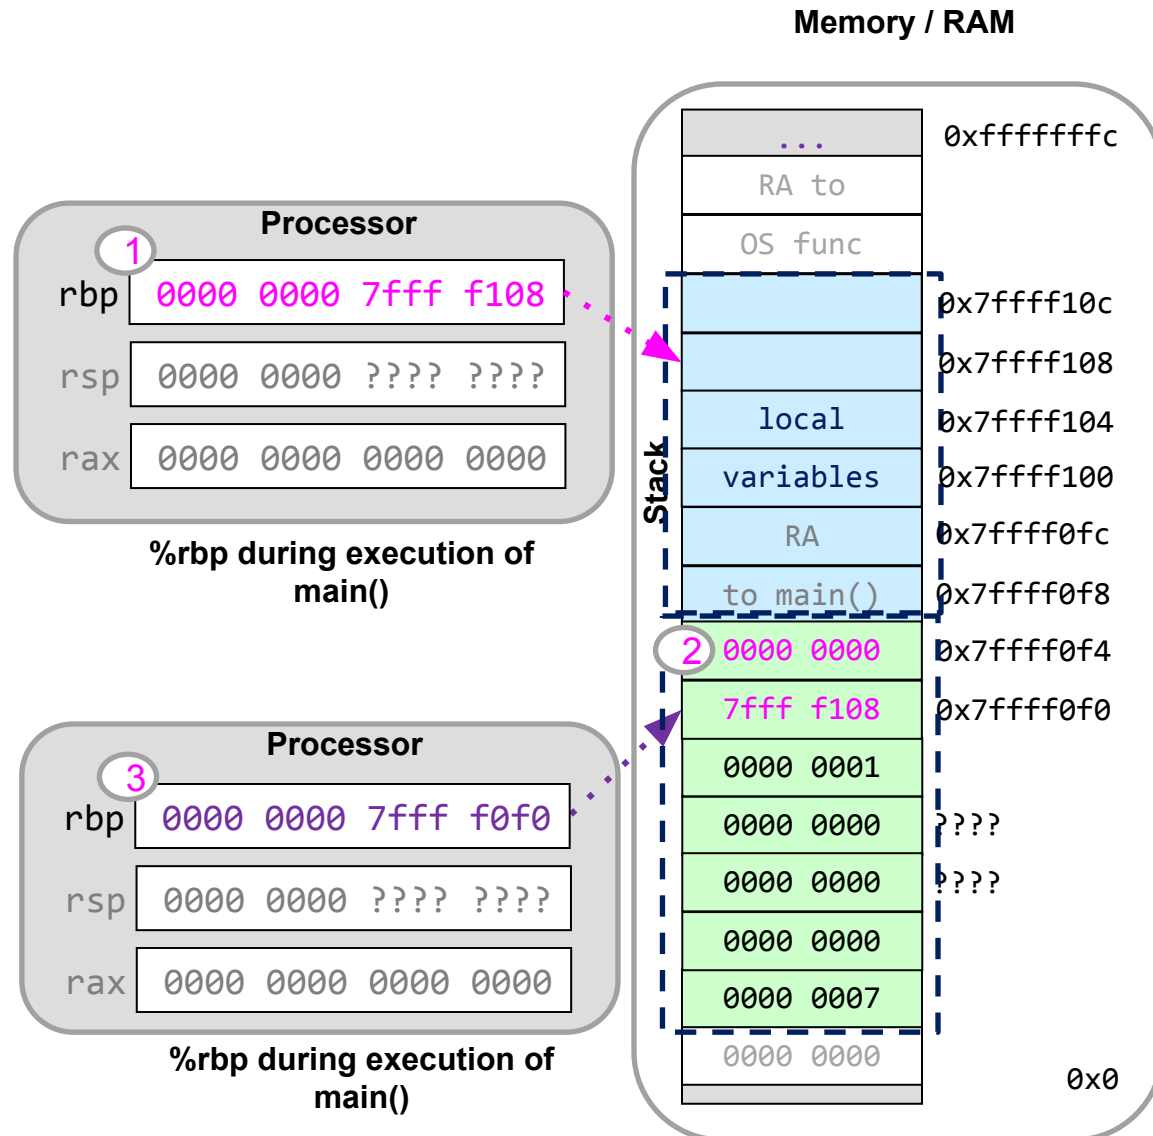 Memory / RAM
... 0xfffffffc
RA to
OS func
Processor
1
rbp 0000 0000 7fff f108
rsp 0000 0000 ???? ????
rax 0000 0000 0000 0000
%rbp during execution of
main()
Stack
0x7ffff10c
0x7ffff108
local 0x7ffff104
variables 0x7ffff100
RA 0x7ffff0fc
to main() 0x7ffff0f8
2 0000 0000 0x7ffff0f4
7fff f108 0x7ffff0f0
0000 0001
0000 0000 ????
0000 0000 ????
0000 0000
0000 0007
0000 0000
0x0
Processor
3
rbp 0000 0000 7fff f0f0
rsp 0000 0000 ???? ????
rax 0000 0000 0000 0000
%rbp during execution of
main()